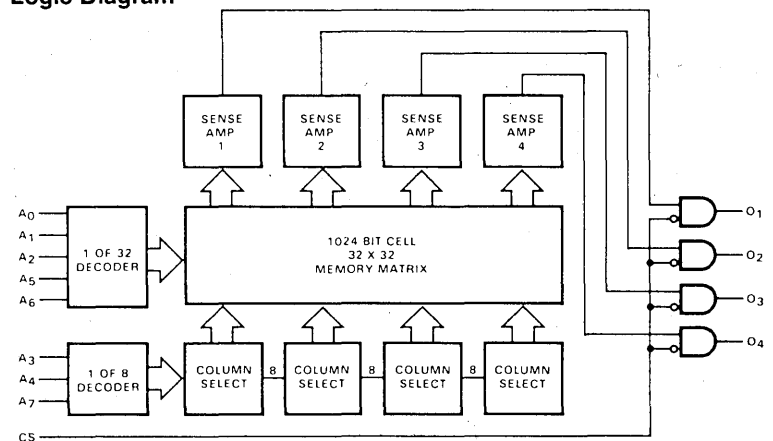 Logic Diagram
SENSE
AMP
1
SENSE
AMP
2
SENSE
AMP
3
SENSE
AMP
4
A0
A1
A2
A5
A6
1 OF 32
DECODER
1024 BIT CELL
32 X 32
MEMORY MATRIX
O1
O2
O3
O4
A3
A4
A7
1 OF 8
DECODER
COLUMN
SELECT
8
COLUMN
SELECT
8
COLUMN
SELECT
8
COLUMN
SELECT
CS